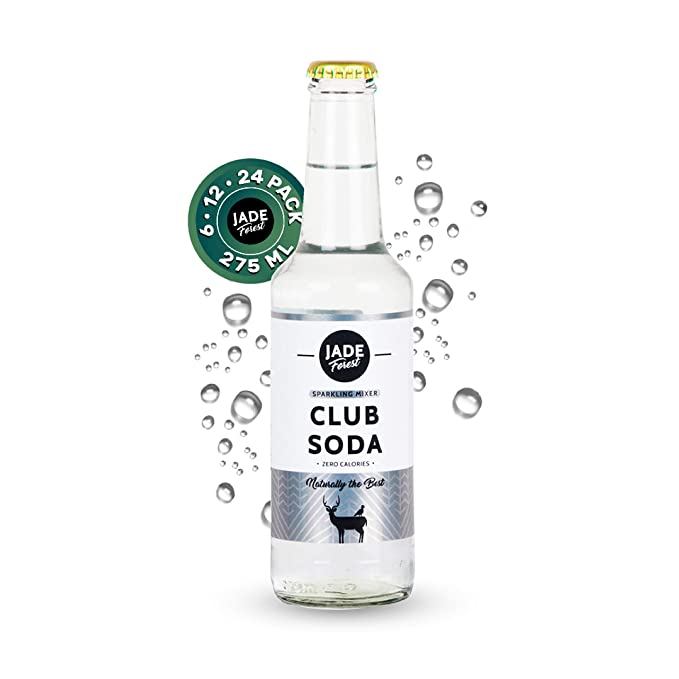 6 • 12 • 24 PACK
JADE
Forest
275 ML
JADE
Forest
SPARKLING MIXER
CLUB
SODA
• ZERO CALORIES •
Naturally the Best